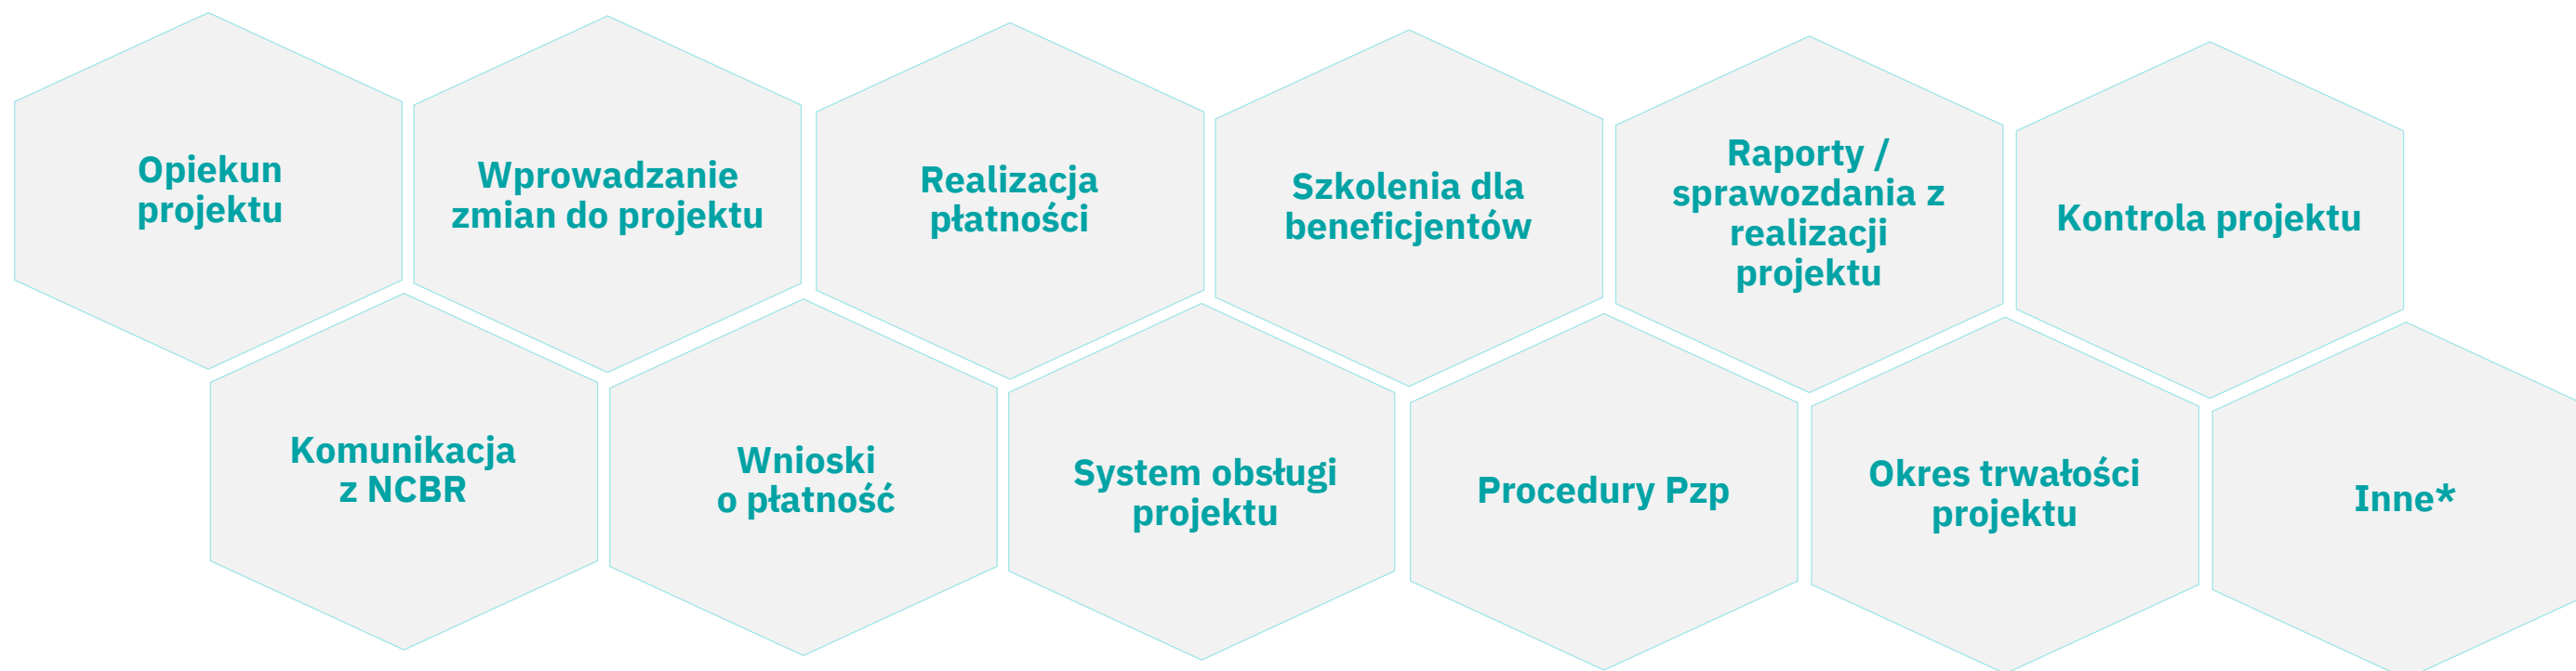 Opiekun
projektu
Wprowadzanie
zmian do projektu
Realizacja
płatności
Szkolenia dla
beneficjentów
Raporty /
sprawozdania z
realizacji
projektu
Kontrola projektu
Komunikacja
z NCBR
Wnioski
o płatność
System obsługi
projektu
Procedury Pzp
Okres trwałości
projektu
Inne*